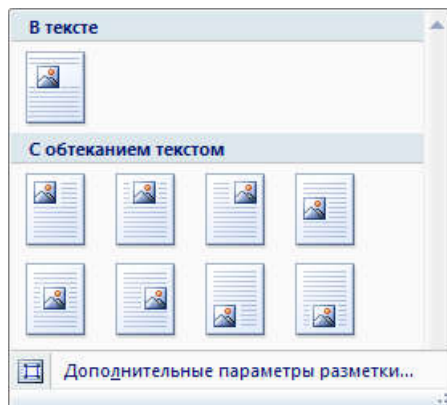 В тексте
С обтеканием текстом
Дополнительные параметры разметки...